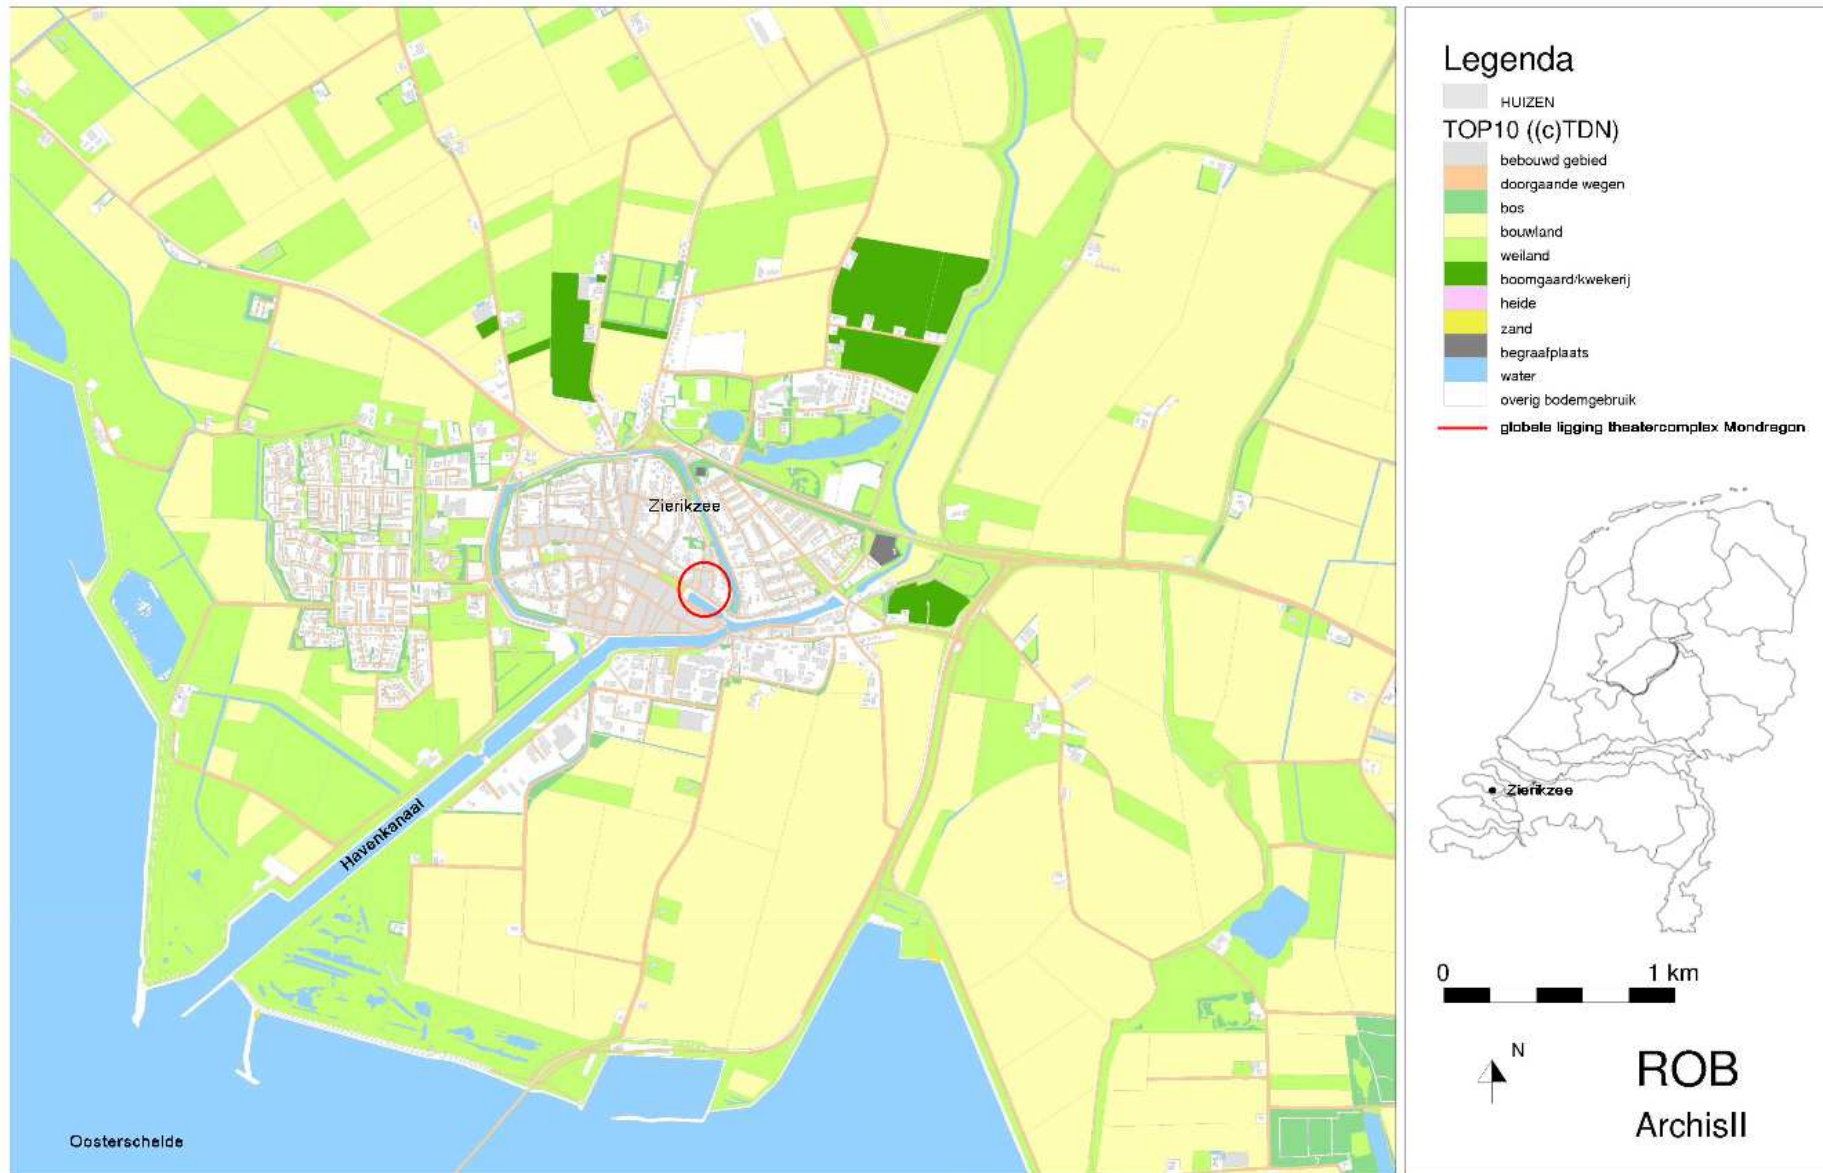 Zierikzee
Havenkanaal
Oosterschelde
Legenda
HUIZEN
TOP10 ((c)TDN)
bebouwd gebied
doorgaande wegen
bos
bouwland
weiland
boomgaard/kwekerij
heide
zand
begraafplaats
water
overig bodemgebruik
globale ligging theatercomplex Mondragon
Zierikzee
0 1 km
N
ROB
ArchisII